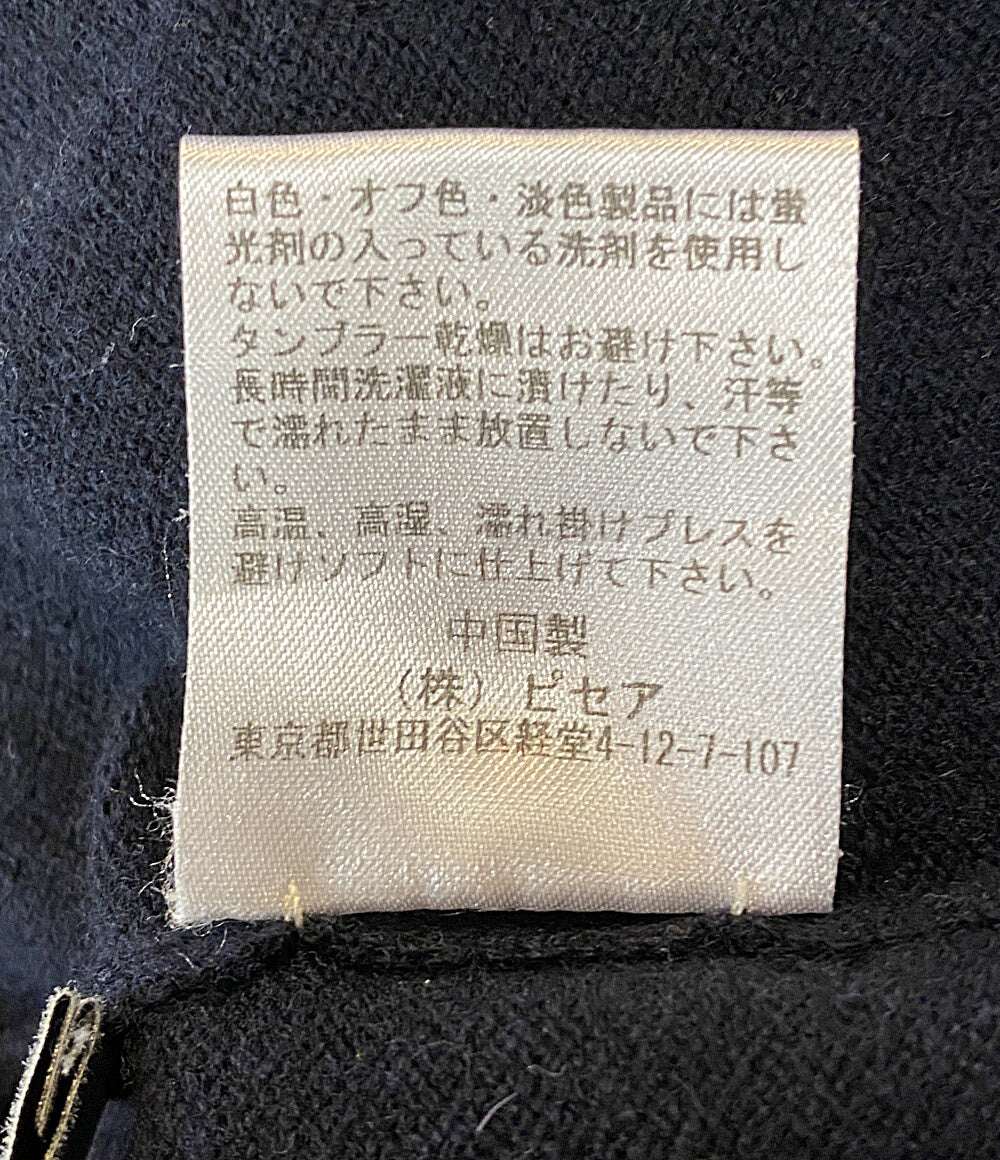 白色・オフ色・淡色製品には蛍
光剤の入っている洗剤を使用し
ないで下さい。
タンブラー乾燥はお避け下さい。
長時間洗濯液に漬けたり、汗等
で濡れたまま放置しないで下さ
い。
高温、高湿、濡れ掛けプレスを
避けソフトに仕上げて下さい。
中国製
（株）ピセア
東京都世田谷区経堂4-12-7-107